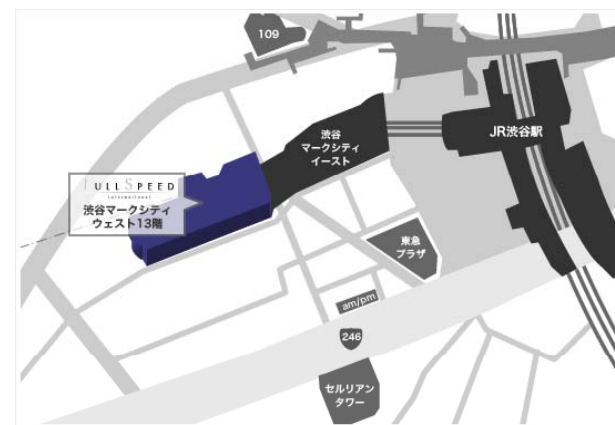 109
渋谷
マークシティ
イースト
JR渋谷駅
FULL SPEED
International
渋谷マークシティ
ウェスト13階
東急
プラザ
am/pm
246
セルリアン
タワー